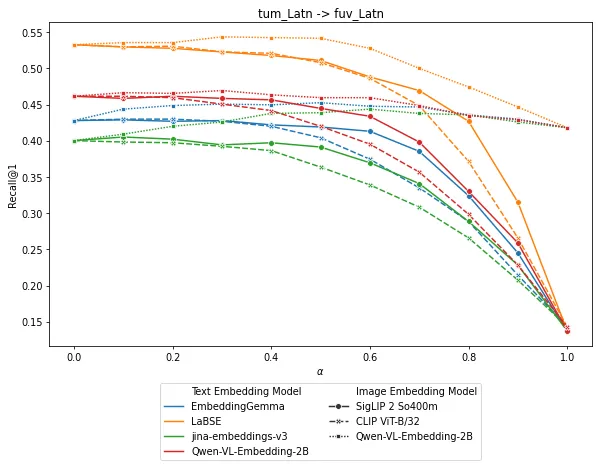 tum_Latn -> fuv_Latn
Recall@1
0.55
0.50
0.45
0.40
0.35
0.30
0.25
0.20
0.15
0.0 0.2 0.4 0.6 0.8 1.0
α
Text Embedding Model Image Embedding Model
EmbeddingGemma SigLIP 2 So400m
LaBSE CLIP ViT-B/32
jina-embeddings-v3 Qwen-VL-Embedding-2B
Qwen-VL-Embedding-2B